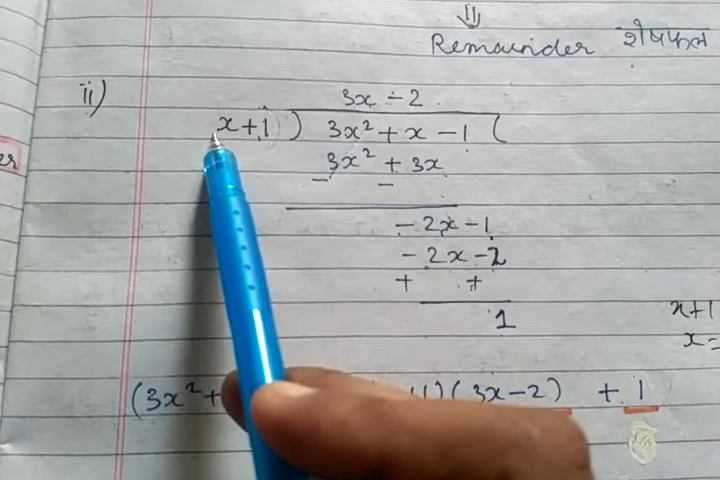 Remainder शेषफल
ii)
3x - 2
x+1 ) 3x² + x - 1 (
3x² + 3x
- -
- 2x - 1
- 2x - 2
+ +
1
x+1
x=
(3x²+ 1)(3x-2) + 1